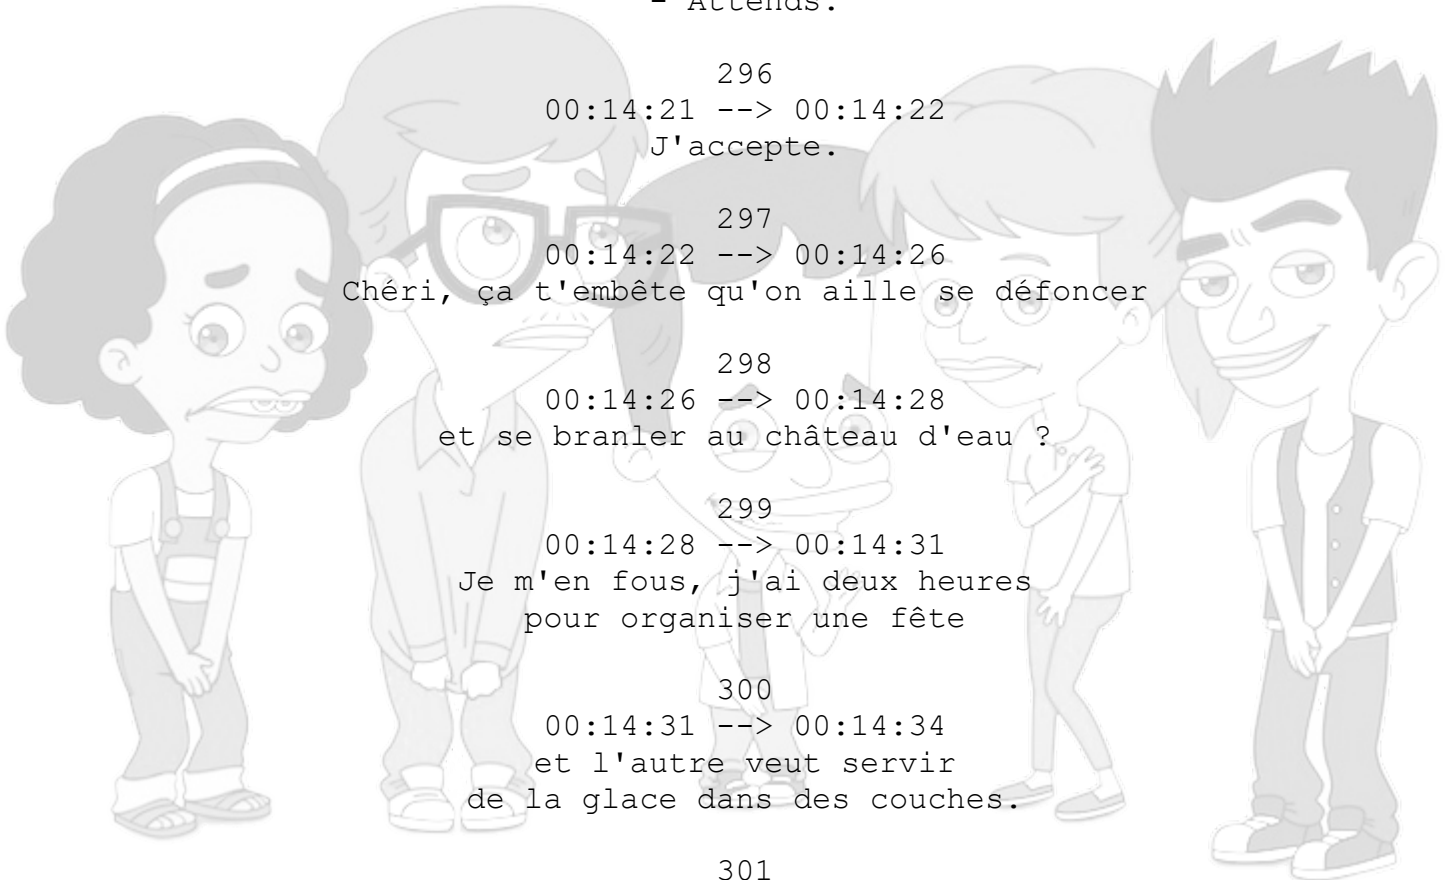 - Attends.
296
00:14:21 --> 00:14:22
J'accepte.
297
00:14:22 --> 00:14:26
Chéri, ça t'embête qu'on aille se défoncer
298
00:14:26 --> 00:14:28
et se branler au château d'eau ?
299
00:14:28 --> 00:14:31
Je m'en fous, j'ai deux heures
pour organiser une fête
300
00:14:31 --> 00:14:34
et l'autre veut servir
de la glace dans des couches.
301